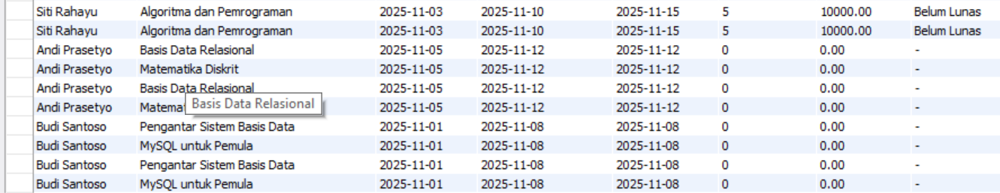 Siti Rahayu Algoritma dan Pemrograman 2025-11-03 2025-11-10 2025-11-15 5 10000.00 Belum Lunas
Siti Rahayu Algoritma dan Pemrograman 2025-11-03 2025-11-10 2025-11-15 5 10000.00 Belum Lunas
Andi Prasetyo Basis Data Relasional 2025-11-05 2025-11-12 2025-11-12 0 0.00 -
Andi Prasetyo Matematika Diskrit 2025-11-05 2025-11-12 2025-11-12 0 0.00 -
Andi Prasetyo Basis Data Relasional 2025-11-05 2025-11-12 2025-11-12 0 0.00 -
Andi Prasetyo Basis Data Relasional 2025-11-05 2025-11-12 2025-11-12 0 0.00 -
Budi Santoso Pengantar Sistem Basis Data 2025-11-01 2025-11-08 2025-11-08 0 0.00 -
Budi Santoso MySQL untuk Pemula 2025-11-01 2025-11-08 2025-11-08 0 0.00 -
Budi Santoso Pengantar Sistem Basis Data 2025-11-01 2025-11-08 2025-11-08 0 0.00 -
Budi Santoso MySQL untuk Pemula 2025-11-01 2025-11-08 2025-11-08 0 0.00 -